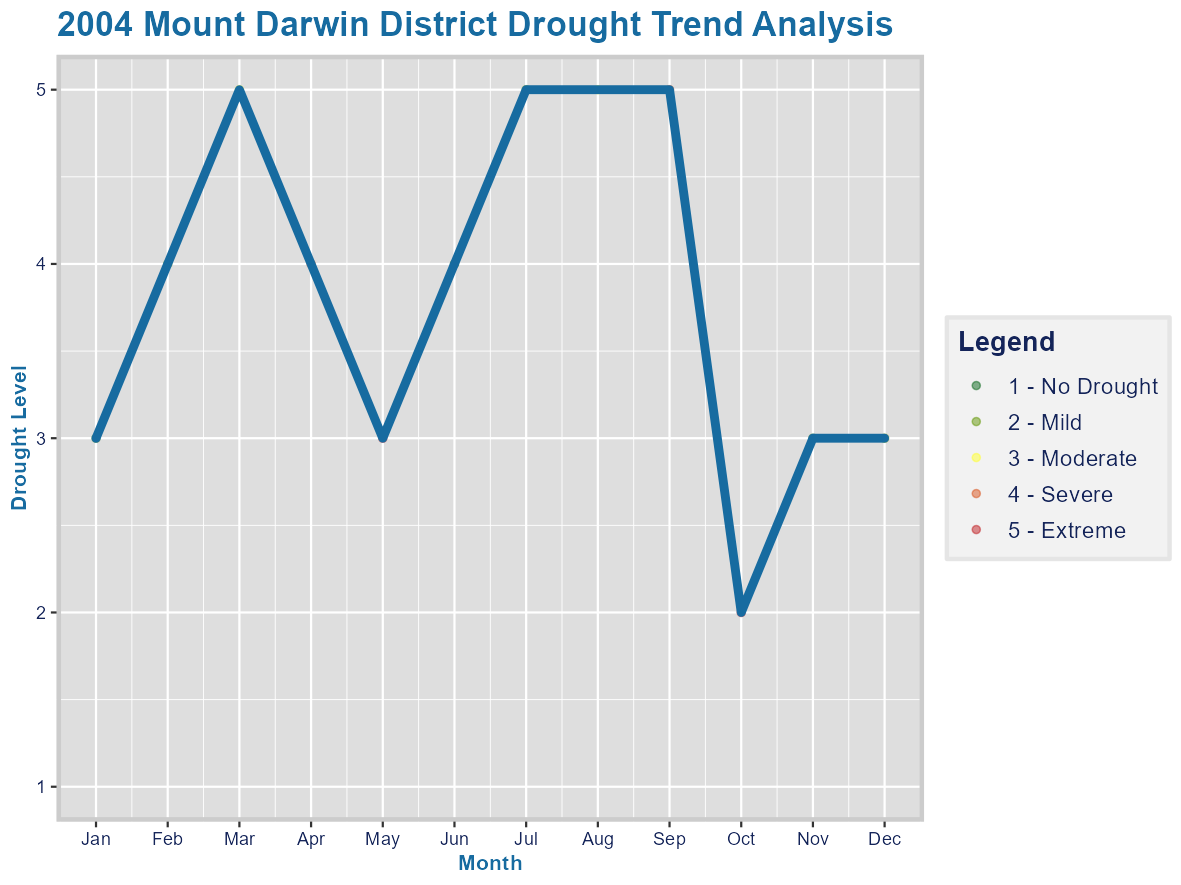 2004 Mount Darwin District Drought Trend Analysis
Drought Level
5
4
3
2
1
Jan Feb Mar Apr May Jun Jul Aug Sep Oct Nov Dec
Month
Legend
1 - No Drought
2 - Mild
3 - Moderate
4 - Severe
5 - Extreme